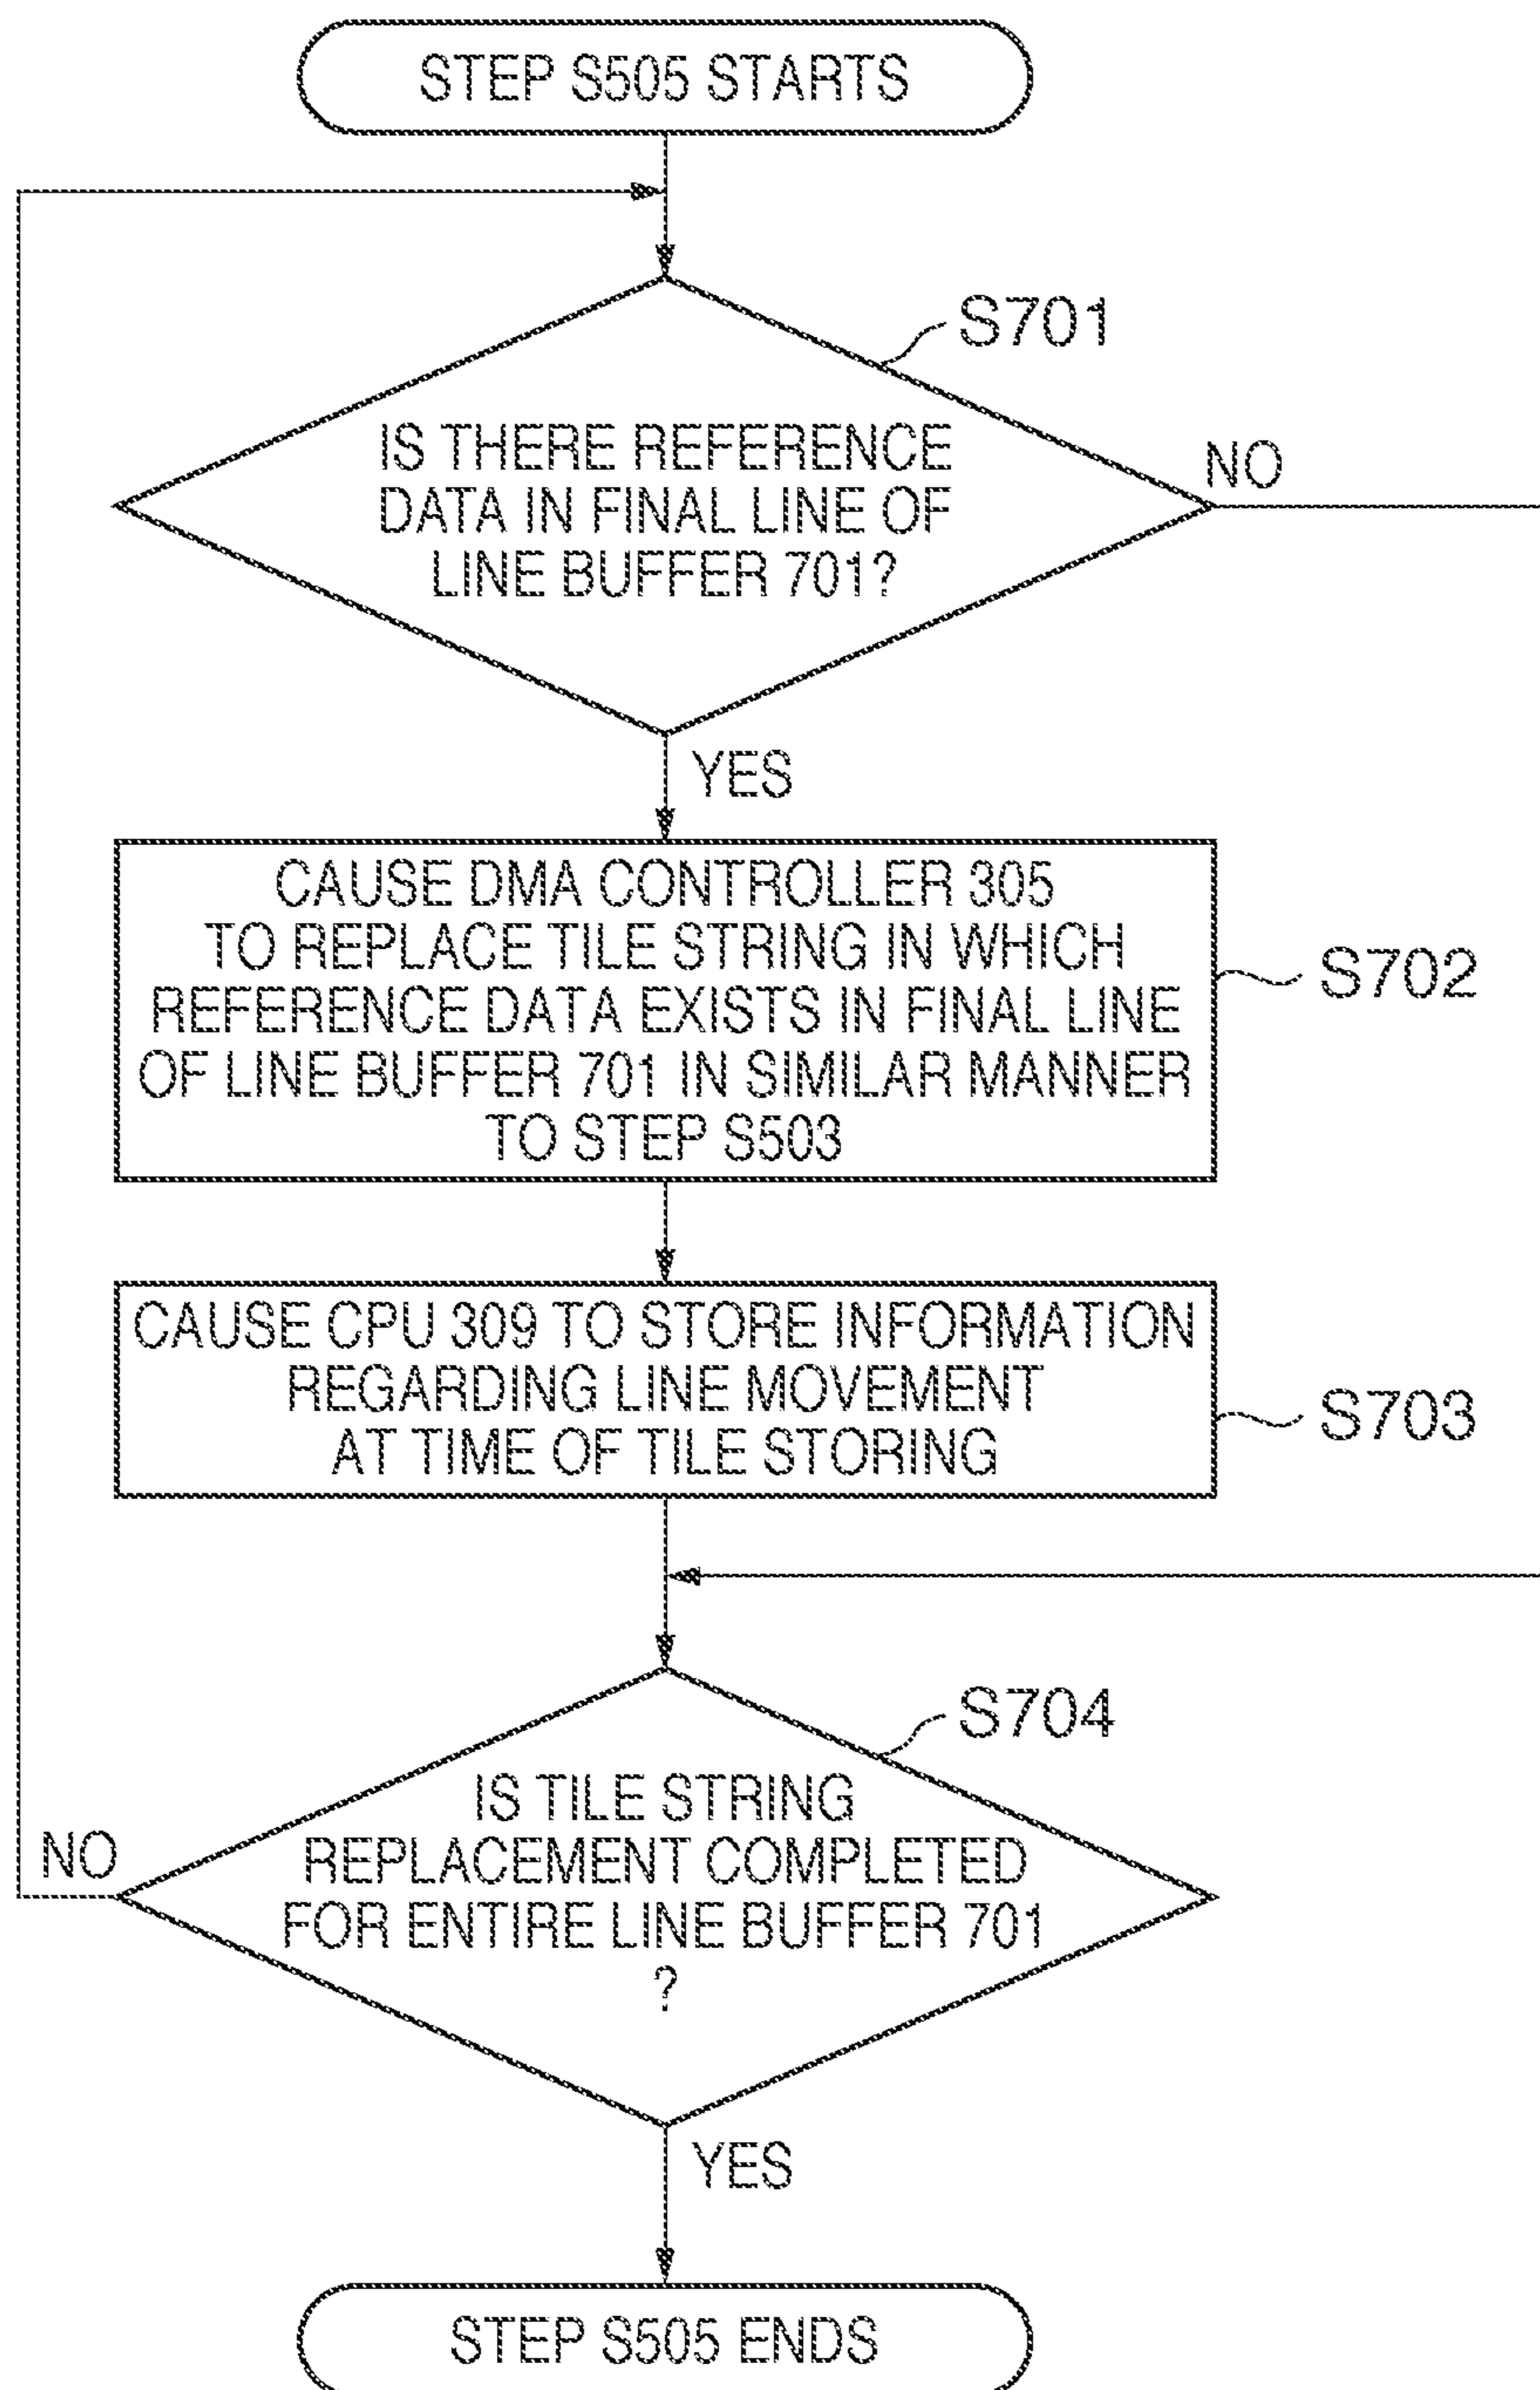 STEP S505 STARTS
S701
IS THERE REFERENCE
DATA IN FINAL LINE OF
LINE BUFFER 701?
NO
YES
CAUSE DMA CONTROLLER 305
TO REPLACE TILE STRING IN WHICH
REFERENCE DATA EXISTS IN FINAL LINE
OF LINE BUFFER 701 IN SIMILAR MANNER
TO STEP S503
S702
CAUSE CPU 309 TO STORE INFORMATION
REGARDING LINE MOVEMENT
AT TIME OF TILE STORING
S703
S704
IS TILE STRING
REPLACEMENT COMPLETED
FOR ENTIRE LINE BUFFER 701
?
NO
YES
STEP S505 ENDS